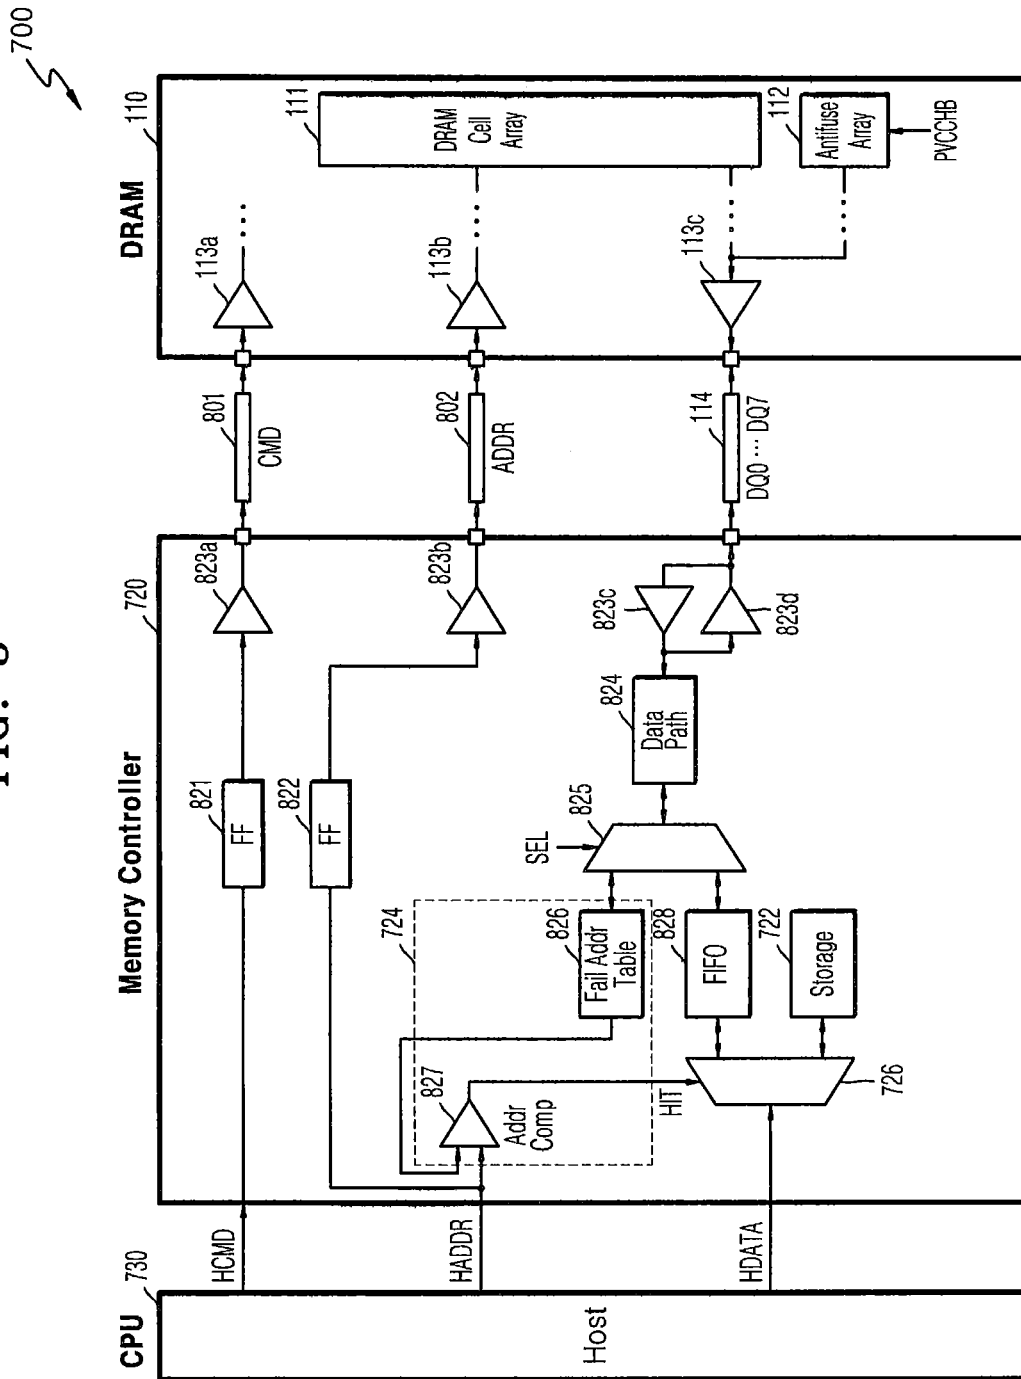 700
CPU
730
Host
HCMD
HADDR
HDATA
Memory Controller
720
821
FF
822
FF
823a
823b
724
827
Addr
Comp
826
Fail Addr
Table
HIT
828
FIFO
722
Storage
726
SEL
825
824
Data
Path
823c
823d
801
CMD
802
ADDR
114
DQ0 ··· DQ7
DRAM
110
113a
113b
113c
111
DRAM
Cell
Array
112
Antifuse
Array
PVCCHB